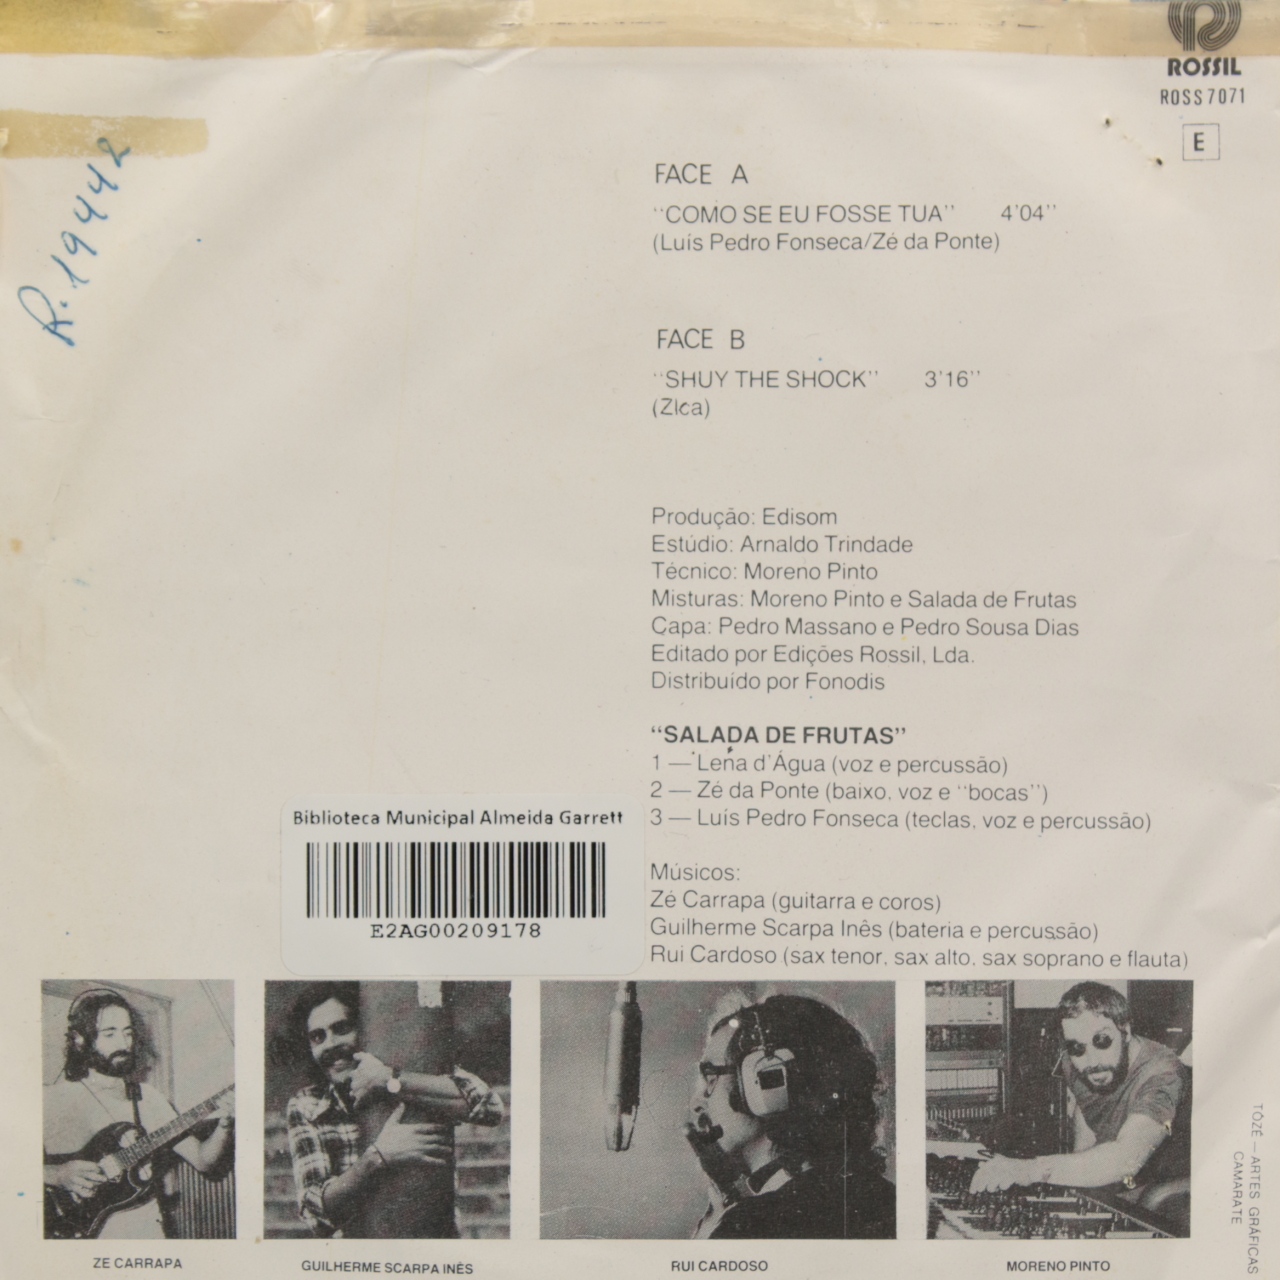 ROSSIL
ROSS 7071
E
R.19442
FACE A
"COMO SE EU FOSSE TUA" 4'04"
(Luís Pedro Fonseca/Zé da Ponte)
FACE B
"SHUY THE SHOCK" 3'16"
(Zlca)
Produção: Edisom
Estúdio: Arnaldo Trindade
Técnico: Moreno Pinto
Misturas: Moreno Pinto e Salada de Frutas
Capa: Pedro Massano e Pedro Sousa Dias
Editado por Edições Rossil, Lda.
Distribuído por Fonodis
"SALADA DE FRUTAS"
1 — Lena d'Água (voz e percussão)
2 — Zé da Ponte (baixo, voz e "bocas")
3 — Luís Pedro Fonseca (teclas, voz e percussão)
Músicos:
Zé Carrapa (guitarra e coros)
Guilherme Scarpa Inês (bateria e percussão)
Rui Cardoso (sax tenor, sax alto, sax soprano e flauta)
Biblioteca Municipal Almeida Garrett
E2AG00209178
ZE CARRAPA
GUILHERME SCARPA INÊS
RUI CARDOSO
MORENO PINTO
TÓZÉ — ARTES GRÁFICAS
CAMARATE